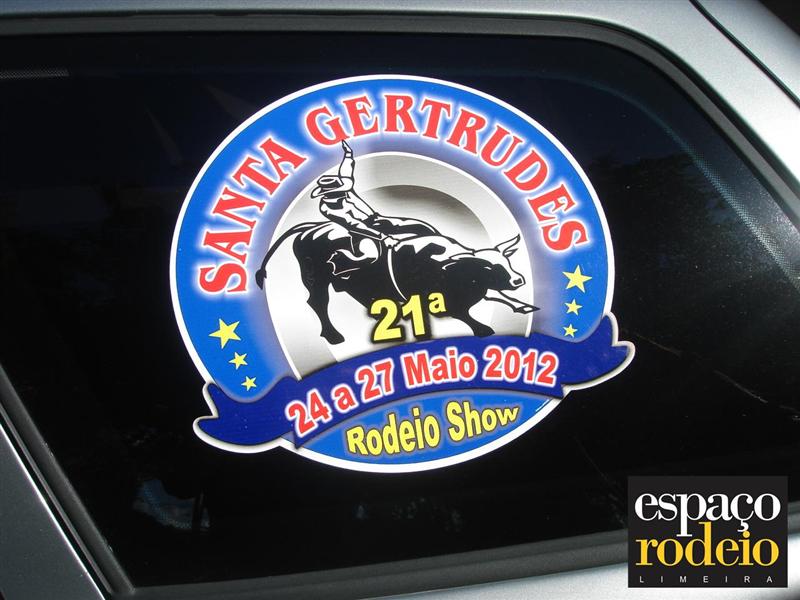 SANTA GERTRUDES
21ª
24 a 27 Maio 2012
Rodeio Show
espaço
rodeio
LIMEIRA